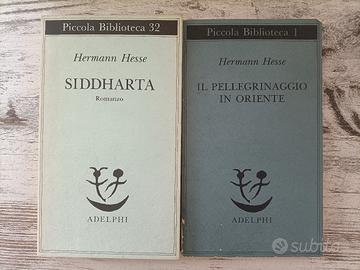 Piccola Biblioteca 32
Hermann Hesse
SIDDHARTA
Romanzo
ADELPHI
Piccola Biblioteca 1
Hermann Hesse
IL PELLEGRINAGGIO
IN ORIENTE
ADELPHI
subito